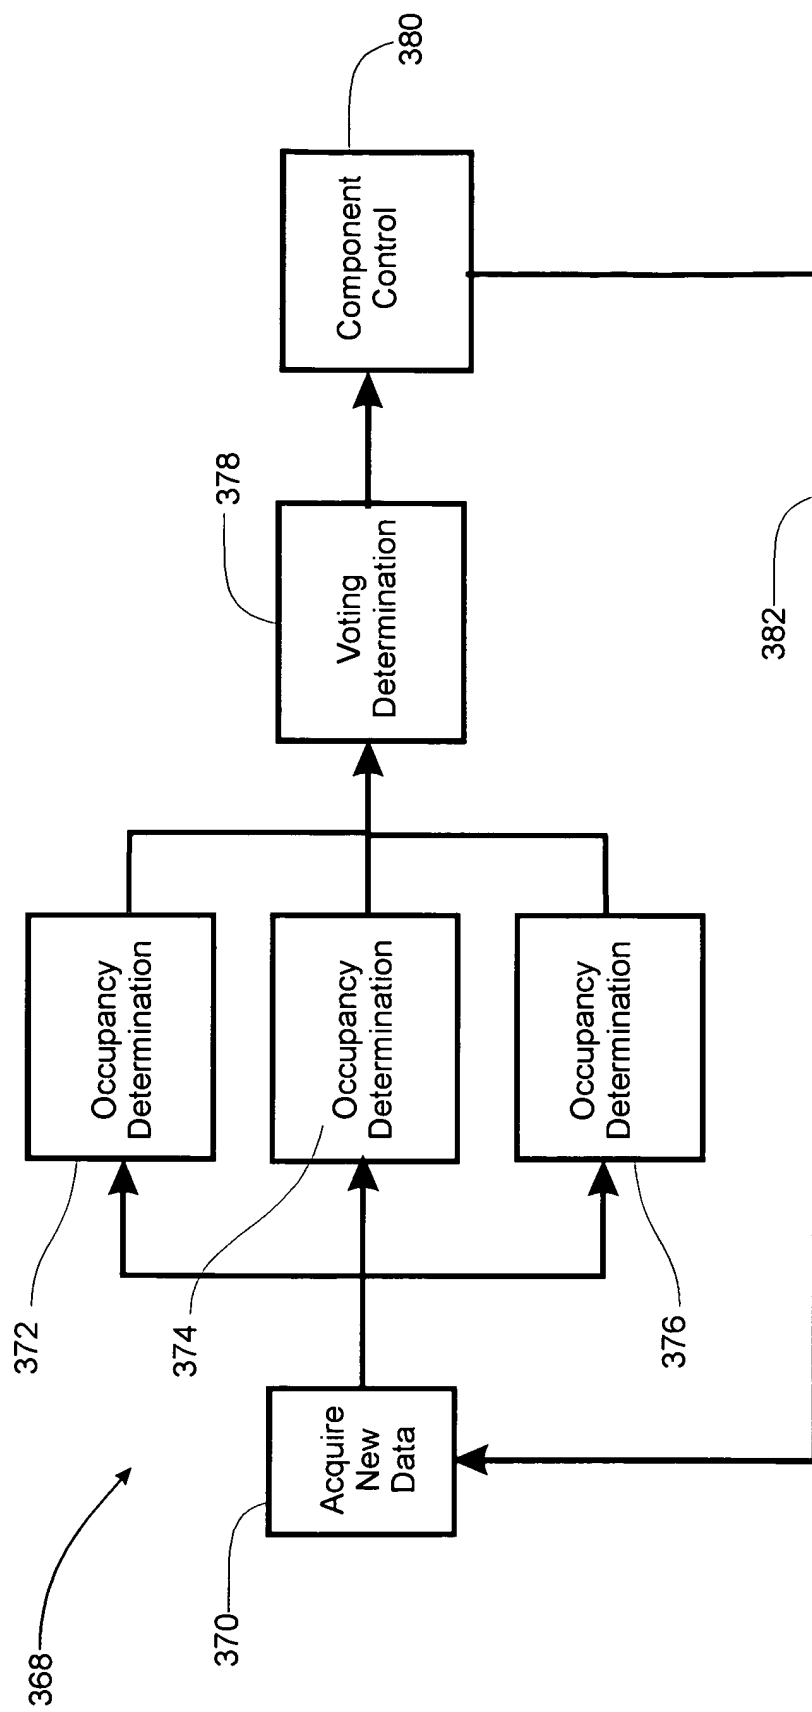 368
370
Acquire
New
Data
372
Occupancy
Determination
374
Occupancy
Determination
376
Occupancy
Determination
378
Voting
Determination
380
Component
Control
382